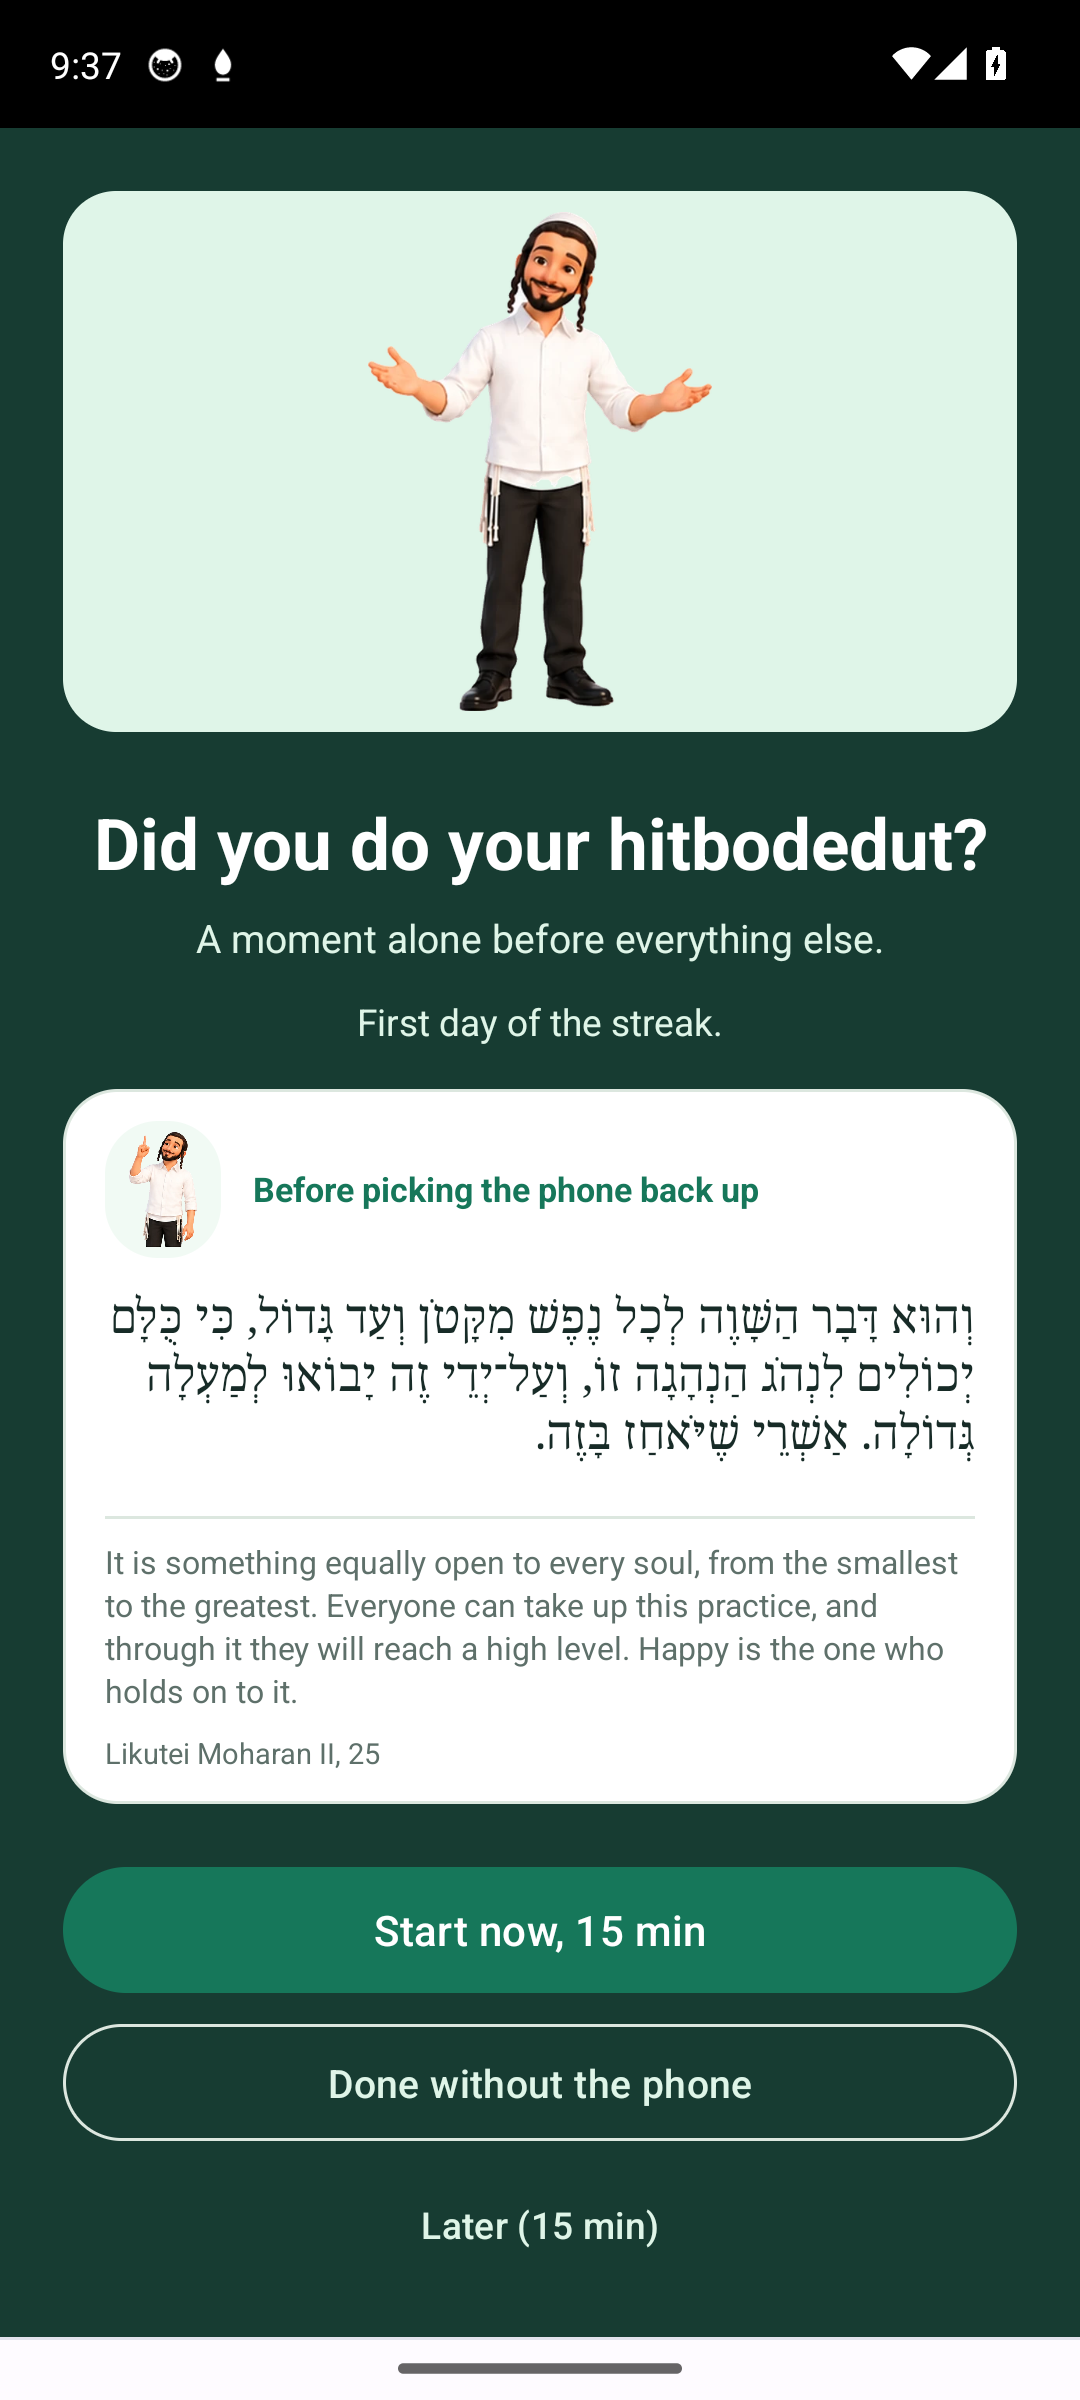 9:37
Did you do your hitbodedut?
A moment alone before everything else.
First day of the streak.
Before picking the phone back up
וְהוּא דָּבָר הַשָּׁוֶה לְכָל נֶפֶשׁ מִקָּטֹן וְעַד גָּדוֹל, כִּי כֻּלָּם
יְכוֹלִים לִנְהֹג הַנְהָגָה זוֹ, וְעַל־יְדֵי זֶה יָבוֹאוּ לְמַעְלָה
גְּדוֹלָה. אַשְׁרֵי שֶׁיֹּאחַז בָּזֶה.
It is something equally open to every soul, from the smallest
to the greatest. Everyone can take up this practice, and
through it they will reach a high level. Happy is the one who
holds on to it.
Likutei Moharan II, 25
Start now, 15 min
Done without the phone
Later (15 min)